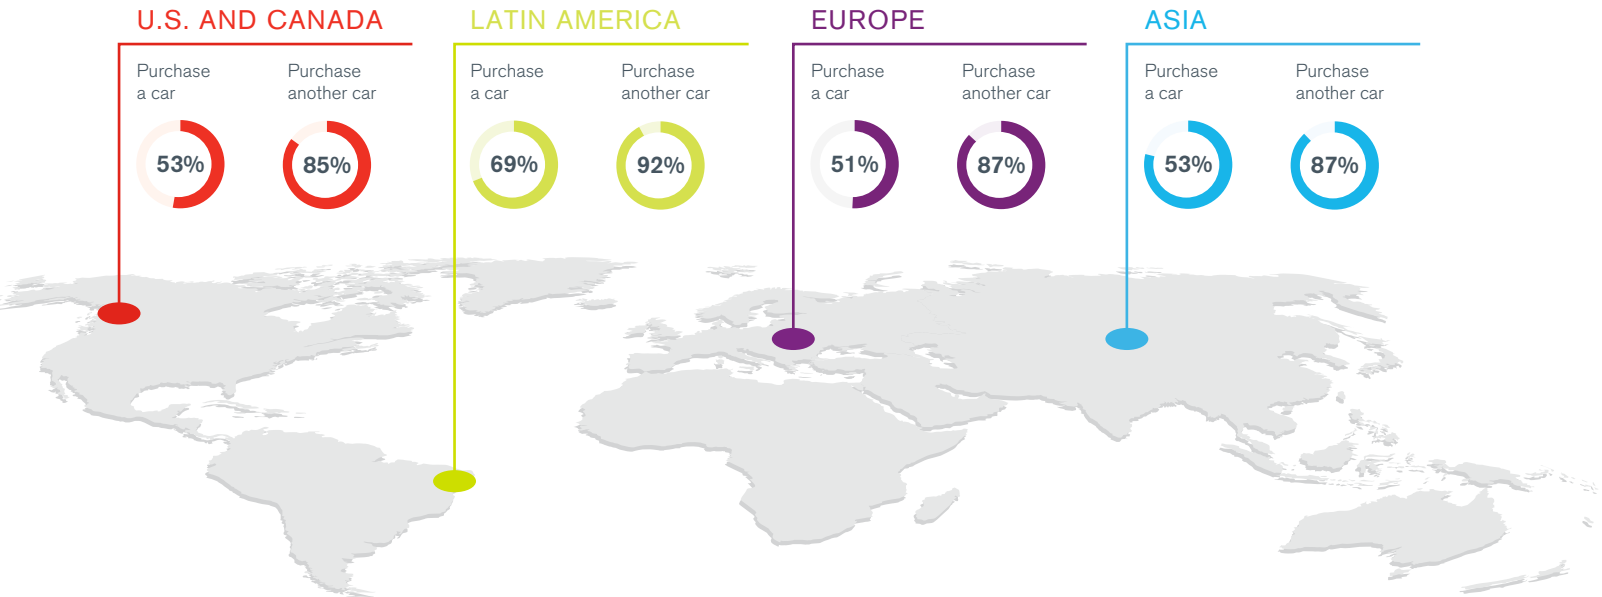 U.S. AND CANADA
Purchase
a car
Purchase
another car
53%
85%
LATIN AMERICA
Purchase
a car
Purchase
another car
69%
92%
EUROPE
Purchase
a car
Purchase
another car
51%
87%
ASIA
Purchase
a car
Purchase
another car
53%
87%